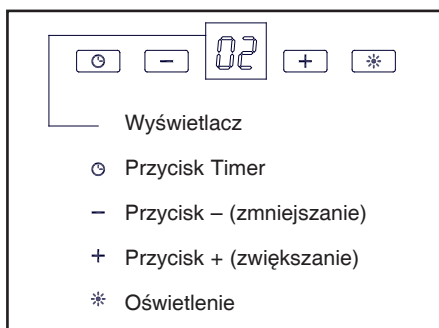 02
Wyświetlacz
Przycisk Timer
– Przycisk – (zmniejszanie)
+ Przycisk + (zwiększanie)
Oświetlenie